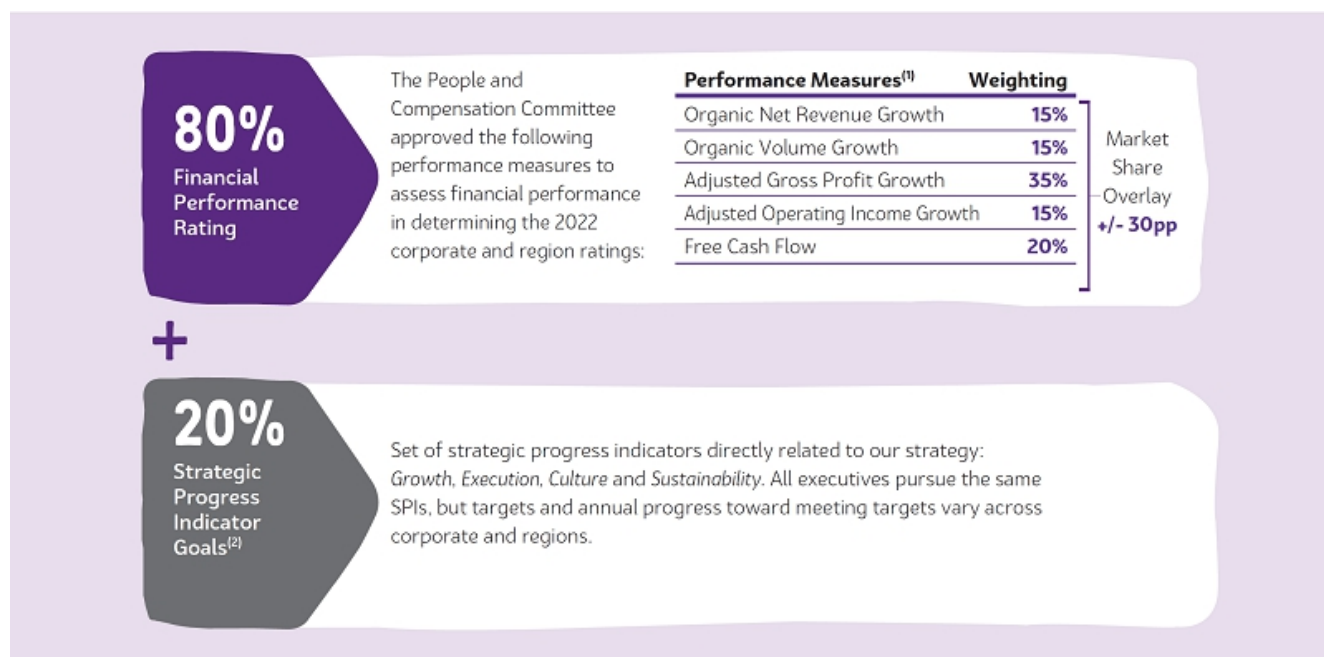 80%
Financial
Performance
Rating
The People and
Compensation Committee
approved the following
performance measures to
assess financial performance
in determining the 2022
corporate and region ratings:
Performance Measures(1) Weighting
Organic Net Revenue Growth 15%
Organic Volume Growth 15%
Adjusted Gross Profit Growth 35%
Adjusted Operating Income Growth 15%
Free Cash Flow 20%
Market
Share
Overlay
+/- 30pp
+
20%
Strategic
Progress
Indicator
Goals(2)
Set of strategic progress indicators directly related to our strategy:
Growth, Execution, Culture and Sustainability. All executives pursue the same
SPIs, but targets and annual progress toward meeting targets vary across
corporate and regions.